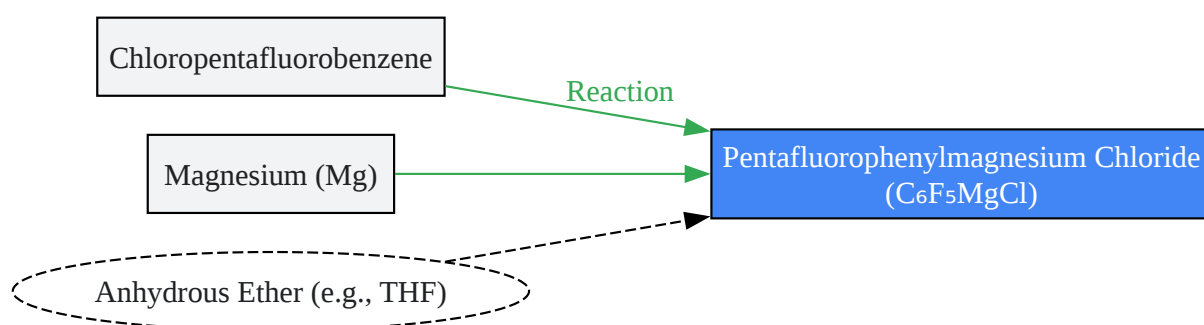 Chloropentafluorobenzene
Reaction
Magnesium (Mg)
Pentafluorophenylmagnesium Chloride
(C₆F₅MgCl)
Anhydrous Ether (e.g., THF)